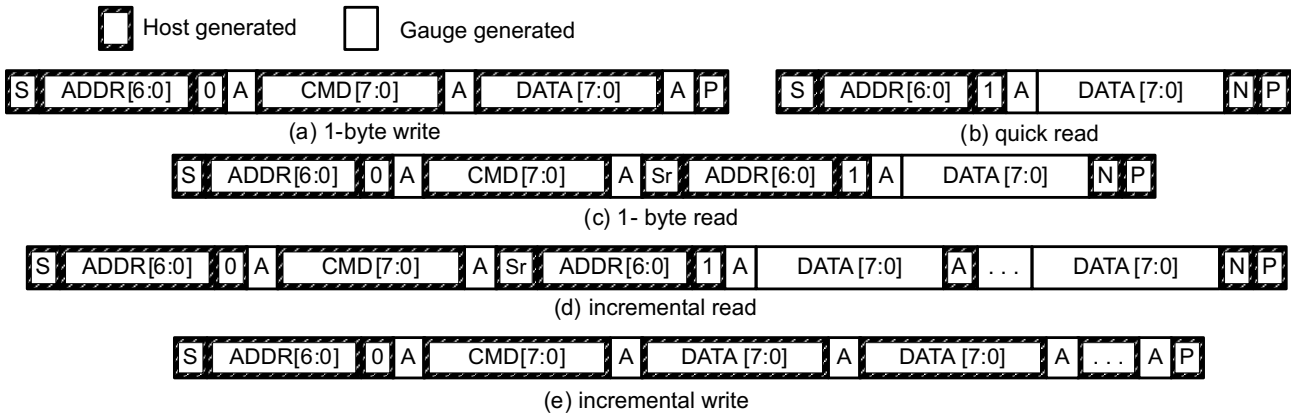 Host generated Gauge generated
S ADDR[6:0] 0 A CMD[7:0] A DATA[7:0] A P
(a) 1-byte write
S ADDR[6:0] 1 A DATA[7:0] N P
(b) quick read
S ADDR[6:0] 0 A CMD[7:0] A Sr ADDR[6:0] 1 A DATA[7:0] N P
(c) 1- byte read
S ADDR[6:0] 0 A CMD[7:0] A Sr ADDR[6:0] 1 A DATA[7:0] A . . . DATA[7:0] N P
(d) incremental read
S ADDR[6:0] 0 A CMD[7:0] A DATA[7:0] A DATA[7:0] A . . . A P
(e) incremental write